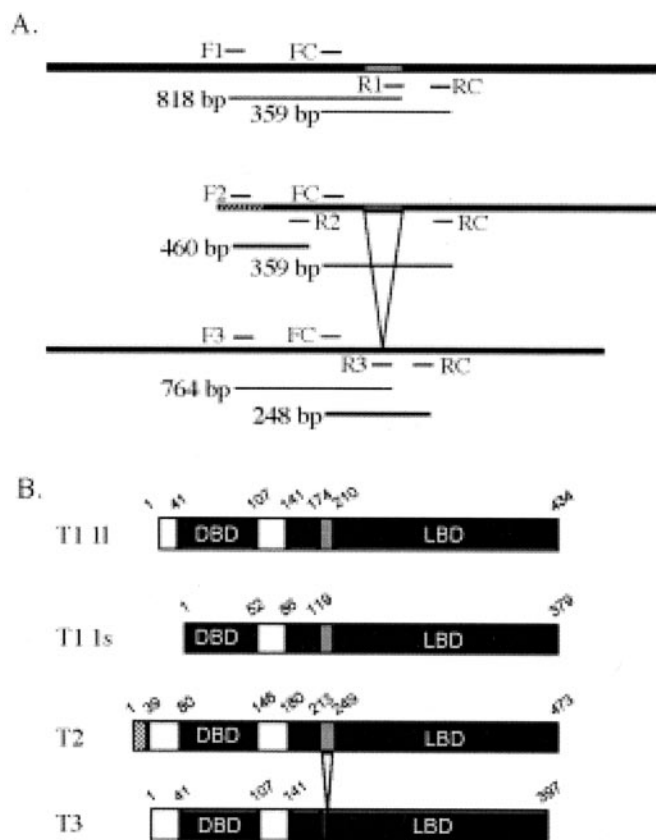 A.
F1 FC
R1 RC
818 bp
359 bp
F2 FC
R2 RC
460 bp
359 bp
F3 FC
R3 RC
764 bp
248 bp
B.
1 41 107 141 174 210 434
T1 1l DBD LBD
1 52 86 119 379
T1 1s DBD LBD
1 39 80 146 180 213 249 473
T2 DBD LBD
1 41 107 141 397
T3 DBD LBD